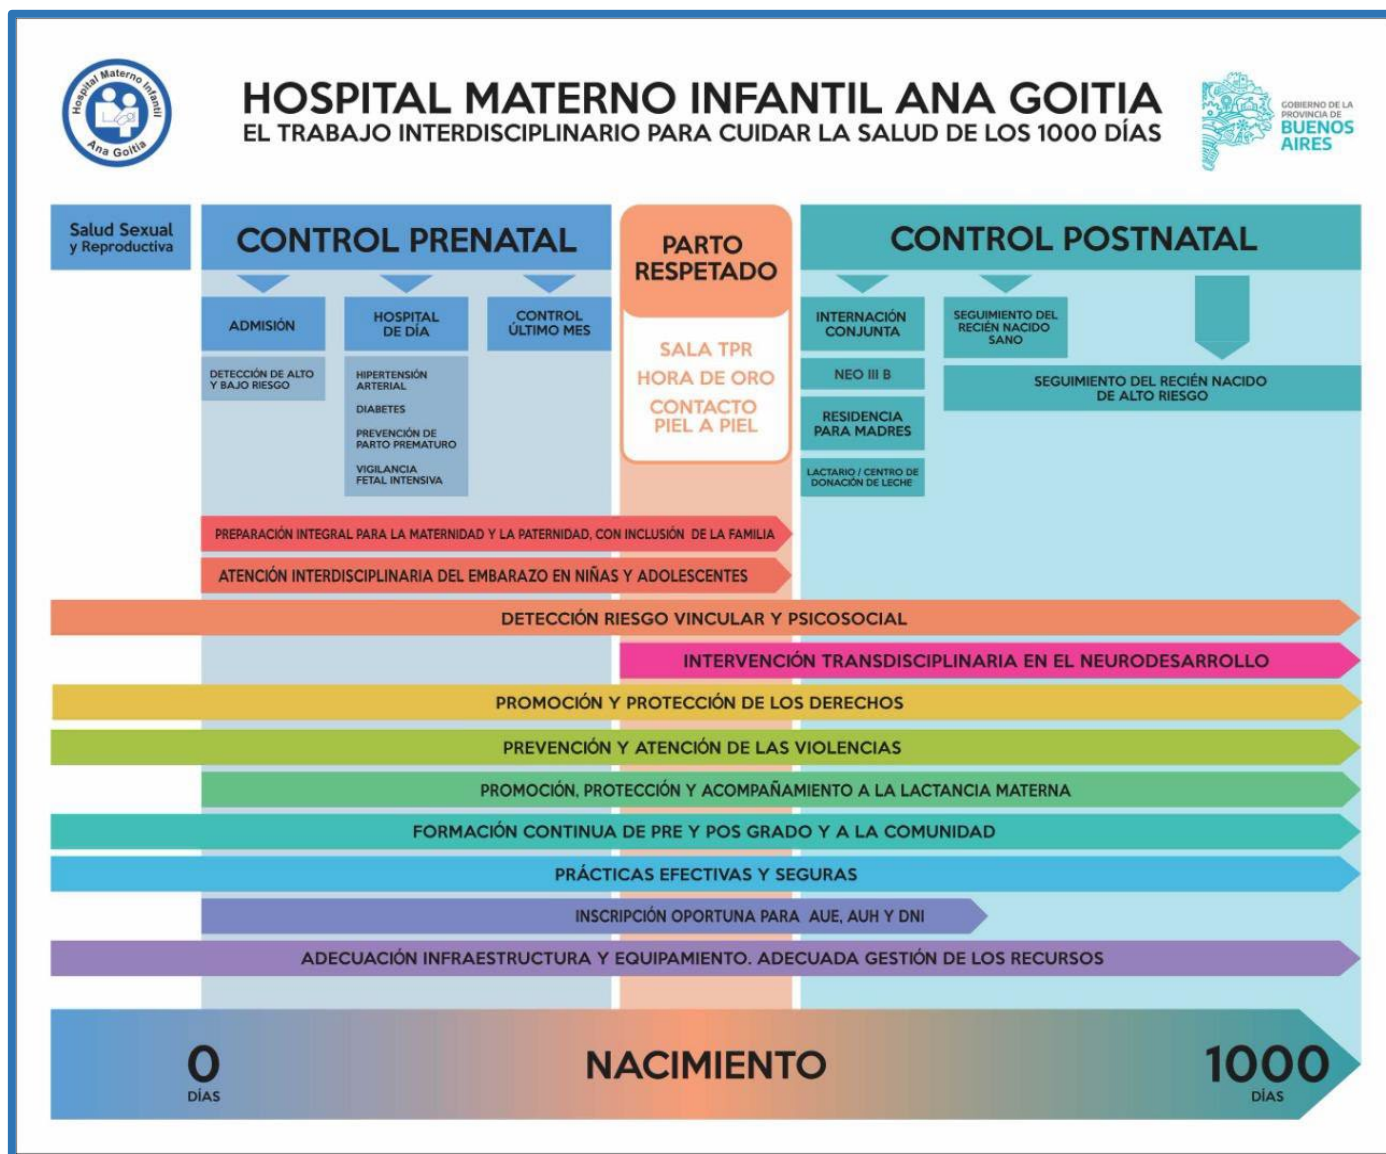 Hospital Materno Infantil
Ana Goitia
HOSPITAL MATERNO INFANTIL ANA GOITIA
EL TRABAJO INTERDISCIPLINARIO PARA CUIDAR LA SALUD DE LOS 1000 DÍAS
GOBIERNO DE LA
PROVINCIA DE
BUENOS
AIRES
Salud Sexual
y Reproductiva
CONTROL PRENATAL
PARTO
RESPETADO
CONTROL POSTNATAL
ADMISIÓN
DETECCIÓN DE ALTO
Y BAJO RIESGO
HOSPITAL
DE DÍA
HIPERTENSIÓN
ARTERIAL
DIABETES
PREVENCIÓN DE
PARTO PREMATURO
VIGILANCIA
FETAL INTENSIVA
CONTROL
ÚLTIMO MES
SALA TPR
HORA DE ORO
CONTACTO
PIEL A PIEL
INTERNACIÓN
CONJUNTA
NEO III B
RESIDENCIA
PARA MADRES
LACTARIO / CENTRO DE
DONACIÓN DE LECHE
SEGUIMIENTO DEL
RECIÉN NACIDO
SANO
SEGUIMIENTO DEL RECIÉN NACIDO
DE ALTO RIESGO
PREPARACIÓN INTEGRAL PARA LA MATERNIDAD Y LA PATERNIDAD, CON INCLUSIÓN DE LA FAMILIA
ATENCIÓN INTERDISCIPLINARIA DEL EMBARAZO EN NIÑAS Y ADOLESCENTES
DETECCIÓN RIESGO VINCULAR Y PSICOSOCIAL
INTERVENCIÓN TRANSDISCIPLINARIA EN EL NEURODESARROLLO
PROMOCIÓN Y PROTECCIÓN DE LOS DERECHOS
PREVENCIÓN Y ATENCIÓN DE LAS VIOLENCIAS
PROMOCIÓN, PROTECCIÓN Y ACOMPAÑAMIENTO A LA LACTANCIA MATERNA
FORMACIÓN CONTINUA DE PRE Y POS GRADO Y A LA COMUNIDAD
PRÁCTICAS EFECTIVAS Y SEGURAS
INSCRIPCIÓN OPORTUNA PARA AUE, AUH Y DNI
ADECUACIÓN INFRAESTRUCTURA Y EQUIPAMIENTO. ADECUADA GESTIÓN DE LOS RECURSOS
0
DÍAS
NACIMIENTO
1000
DÍAS